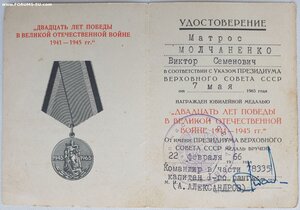 www.FORUMS-SU.com
„ДВАДЦАТЬ ЛЕТ ПОБЕДЫ
В ВЕЛИКОЙ ОТЕЧЕСТВЕННОЙ ВОЙНЕ
1941—1945 гг."
УДОСТОВЕРЕНИЕ
Матрос
МОЛЧАНЕНКО
Виктор Семенович
В СООТВЕТСТВИИ С УКАЗОМ ПРЕЗИДИУМА
ВЕРХОВНОГО СОВЕТА СССР
от 7 мая 1965 года
НАГРАЖДЕН ЮБИЛЕЙНОЙ МЕДАЛЬЮ
„ДВАДЦАТЬ ЛЕТ ПОБЕДЫ
В ВЕЛИКОЙ ОТЕЧЕСТВЕННОЙ
ВОЙНЕ 1941—1945 гг."
От имени ПРЕЗИДИУМА ВЕРХОВНОГО
СОВЕТА СССР МЕДАЛЬ ВРУЧЕНА
22 февраля 66
Командир в/части
капитан
(А.АЛЕКСАНДРОВ)